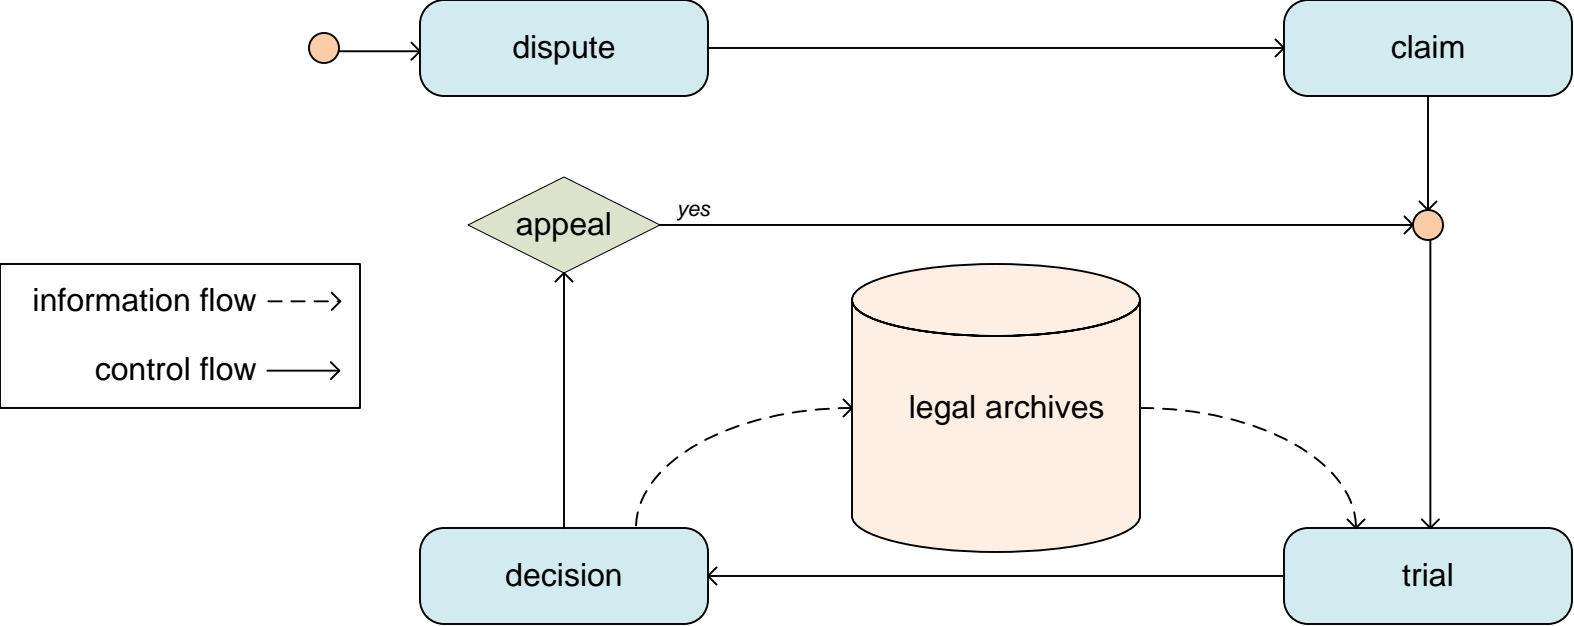 dispute
claim
appeal
yes
information flow
control flow
legal archives
decision
trial